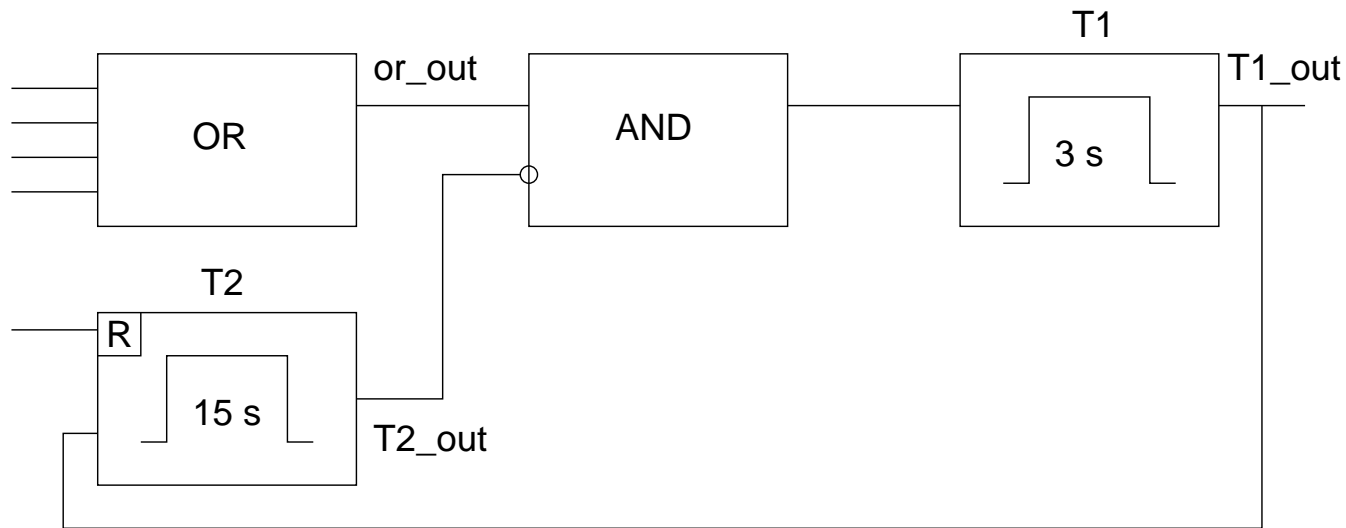 T1
or_out
T1_out
OR
AND
3 s
T2
R
15 s
T2_out